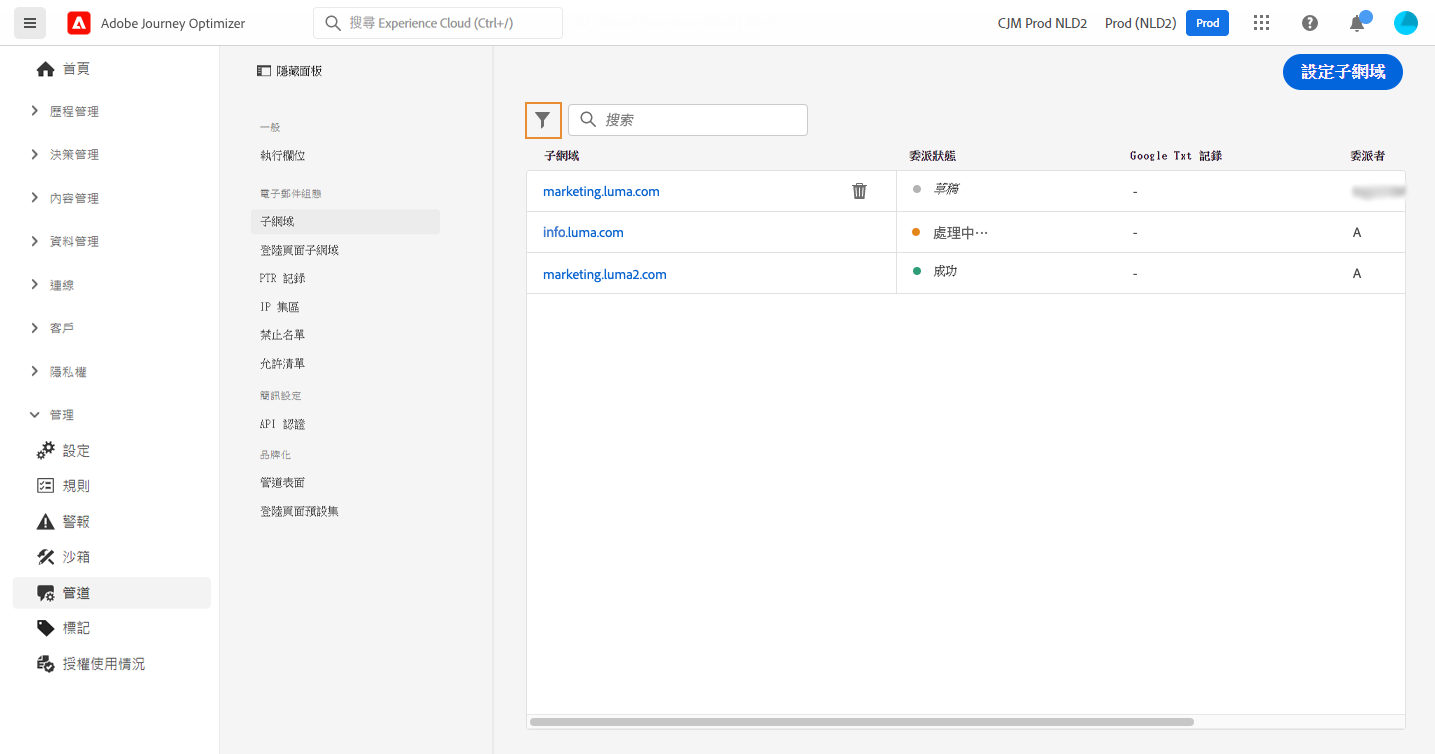 Adobe Journey Optimizer
搜尋 Experience Cloud (Ctrl+/)
CJM Prod NLD2
Prod (NLD2)
Prod
首頁
歷程管理
決策管理
內容管理
資料管理
連線
客戶
隱私權
管理
設定
規則
警報
沙箱
管道
標記
授權使用情況
隱藏面板
一般
執行欄位
電子郵件組態
子網域
登陸頁面子網域
PTR 記錄
IP 集區
禁止名單
允許清單
簡訊設定
API 認證
品牌化
管道表面
登陸頁面預設集
設定子網域
搜索
子網域 委派狀態 Google Txt 記錄 委派者
marketing.luma.com 草稿 -
info.luma.com 處理中⋯ - A
marketing.luma2.com 成功 - A